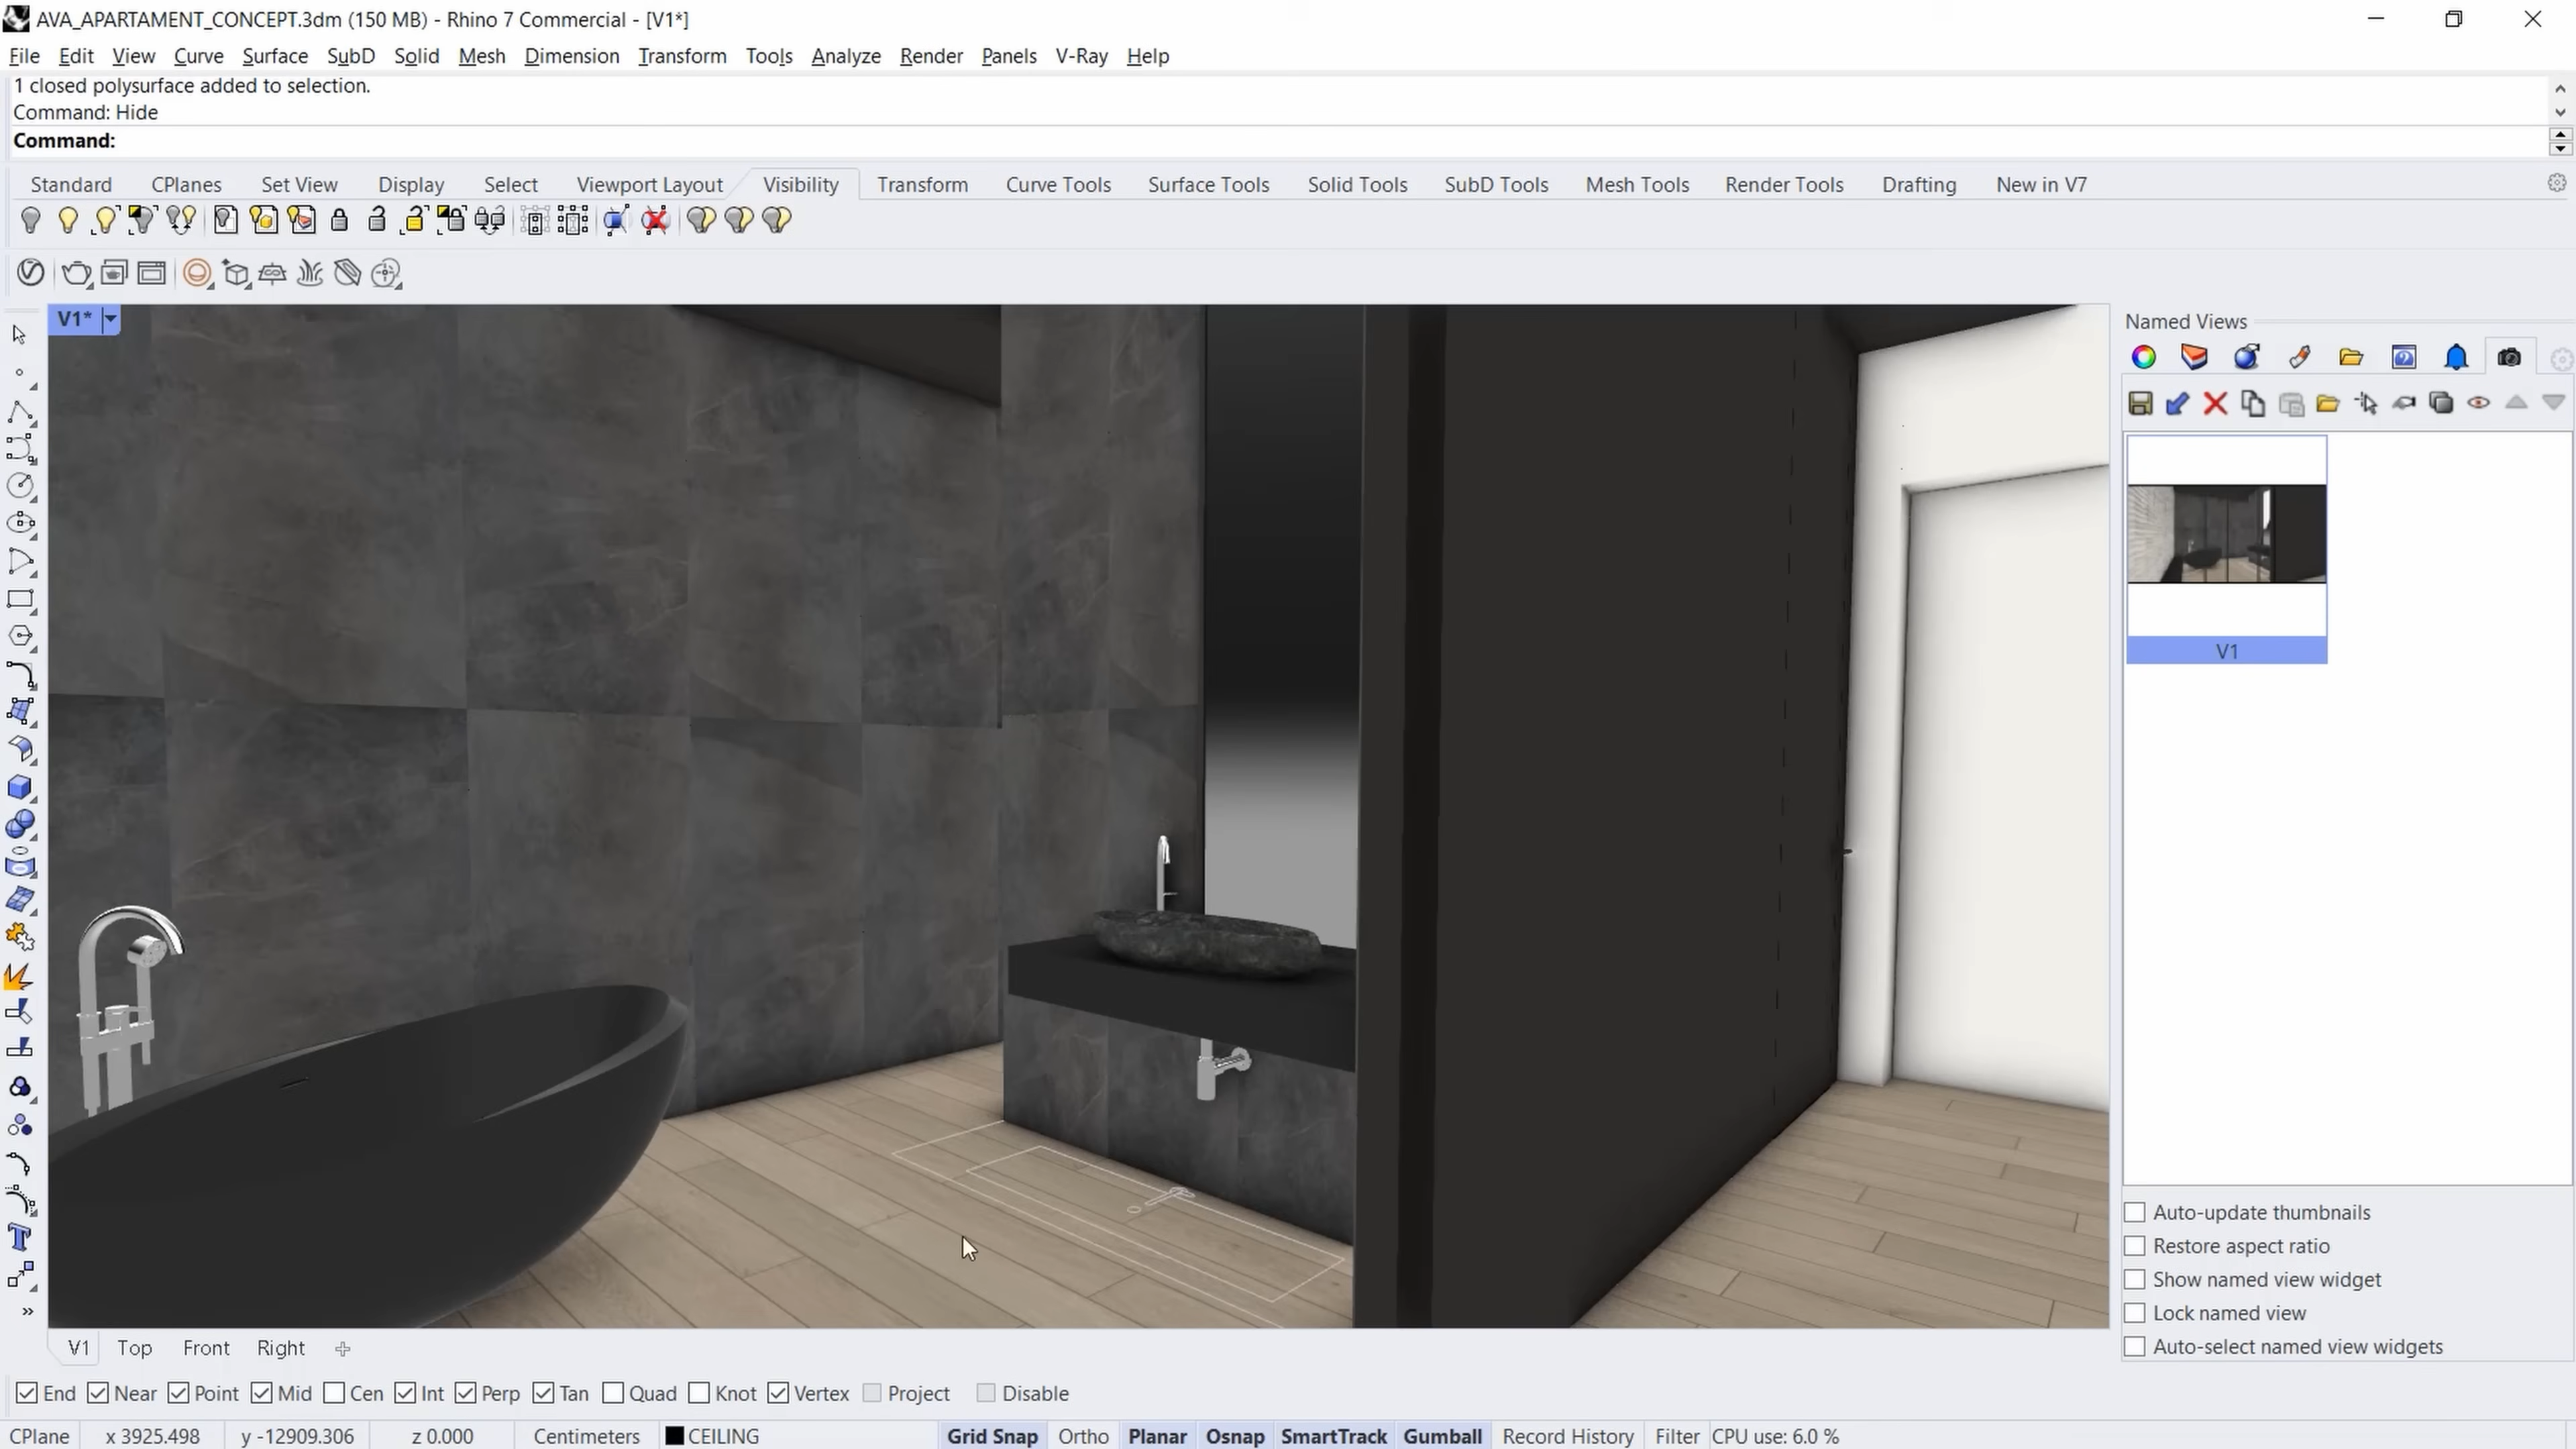 AVA_APARTAMENT_CONCEPT.3dm (150 MB) - Rhino 7 Commercial - [V1*]
File Edit View Curve Surface SubD Solid Mesh Dimension Transform Tools Analyze Render Panels V-Ray Help
1 closed polysurface added to selection.
Command: Hide
Command:
Standard CPlanes Set View Display Select Viewport Layout Visibility Transform Curve Tools Surface Tools Solid Tools SubD Tools Mesh Tools Render Tools Drafting New in V7
V1*
Named Views
V1
Auto-update thumbnails
Restore aspect ratio
Show named view widget
Lock named view
Auto-select named view widgets
V1 Top Front Right
End Near Point Mid Cen Int Perp Tan Quad Knot Vertex Project Disable
CPlane x 3925.498 y -12909.306 z 0.000 Centimeters CEILING Grid Snap Ortho Planar Osnap SmartTrack Gumball Record History Filter CPU use: 6.0 %